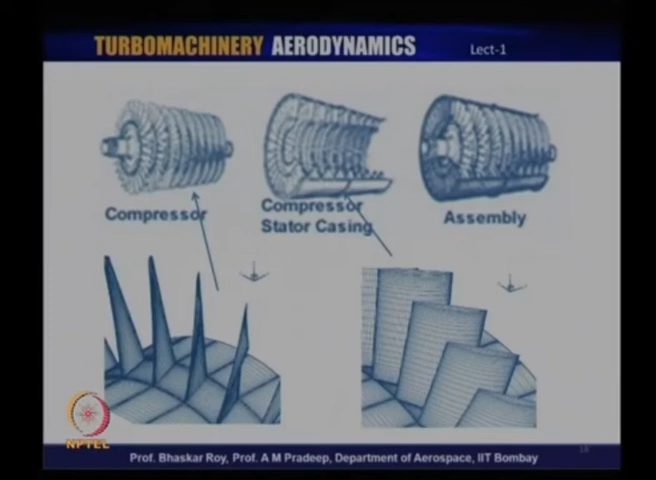 TURBOMACHINERY AERODYNAMICS
Lect-1
Compressor
Compressor
Stator Casing
Assembly
NPTEL
Prof. Bhaskar Roy, Prof. A M Pradeep, Department of Aerospace, IIT Bombay
18